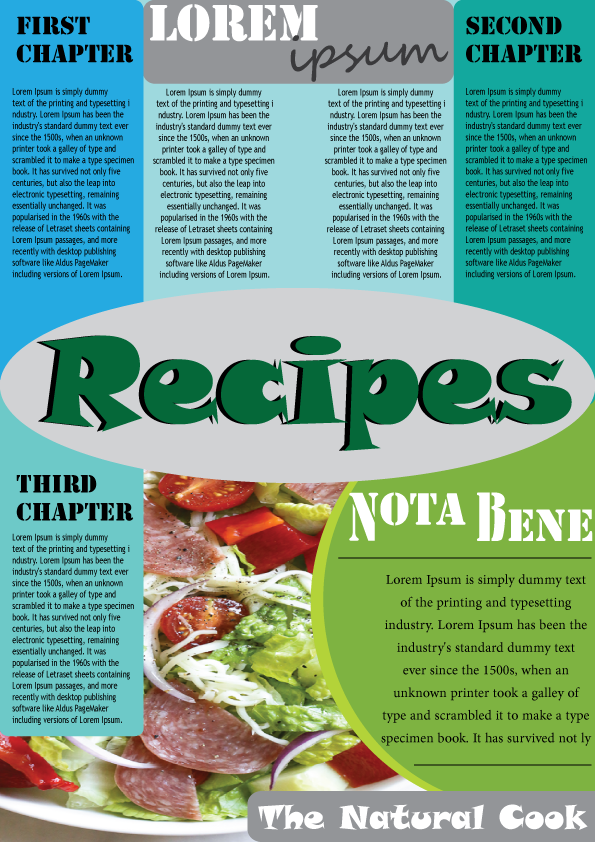 FIRST
CHAPTER
Lorem Ipsum is simply dummy
text of the printing and typesetting i
ndustry. Lorem Ipsum has been the
industry's standard dummy text ever
since the 1500s, when an unknown
printer took a galley of type and
scrambled it to make a type specimen
book. It has survived not only five
centuries, but also the leap into
electronic typesetting, remaining
essentially unchanged. It was
popularised in the 1960s with the
release of Letraset sheets containing
Lorem Ipsum passages, and more
recently with desktop publishing
software like Aldus PageMaker
including versions of Lorem Ipsum.
LOREM
ipsum
Lorem Ipsum is simply dummy
text of the printing and typesetting i
ndustry. Lorem Ipsum has been the
industry's standard dummy text ever
since the 1500s, when an unknown
printer took a galley of type and
scrambled it to make a type specimen
book. It has survived not only five
centuries, but also the leap into
electronic typesetting, remaining
essentially unchanged. It was
popularised in the 1960s with the
release of Letraset sheets containing
Lorem Ipsum passages, and more
recently with desktop publishing
software like Aldus PageMaker
including versions of Lorem Ipsum.
Lorem Ipsum is simply dummy
text of the printing and typesetting i
ndustry. Lorem Ipsum has been the
industry's standard dummy text ever
since the 1500s, when an unknown
printer took a galley of type and
scrambled it to make a type specimen
book. It has survived not only five
centuries, but also the leap into
electronic typesetting, remaining
essentially unchanged. It was
popularised in the 1960s with the
release of Letraset sheets containing
Lorem Ipsum passages, and more
recently with desktop publishing
software like Aldus PageMaker
including versions of Lorem Ipsum.
SECOND
CHAPTER
Lorem Ipsum is simply dummy
text of the printing and typesetting i
ndustry. Lorem Ipsum has been the
industry's standard dummy text ever
since the 1500s, when an unknown
printer took a galley of type and
scrambled it to make a type specimen
book. It has survived not only five
centuries, but also the leap into
electronic typesetting, remaining
essentially unchanged. It was
popularised in the 1960s with the
release of Letraset sheets containing
Lorem Ipsum passages, and more
recently with desktop publishing
software like Aldus PageMaker
including versions of Lorem Ipsum.
Recipes
THIRD
CHAPTER
Lorem Ipsum is simply dummy
text of the printing and typesetting i
ndustry. Lorem Ipsum has been the
industry's standard dummy text ever
since the 1500s, when an unknown
printer took a galley of type and
scrambled it to make a type specimen
book. It has survived not only five
centuries, but also the leap into
electronic typesetting, remaining
essentially unchanged. It was
popularised in the 1960s with the
release of Letraset sheets containing
Lorem Ipsum passages, and more
recently with desktop publishing
software like Aldus PageMaker
including versions of Lorem Ipsum.
NOTA BENE
Lorem Ipsum is simply dummy text
of the printing and typesetting
industry. Lorem Ipsum has been the
industry's standard dummy text
ever since the 1500s, when an
unknown printer took a galley of
type and scrambled it to make a type
specimen book. It has survived not ly
The Natural Cook